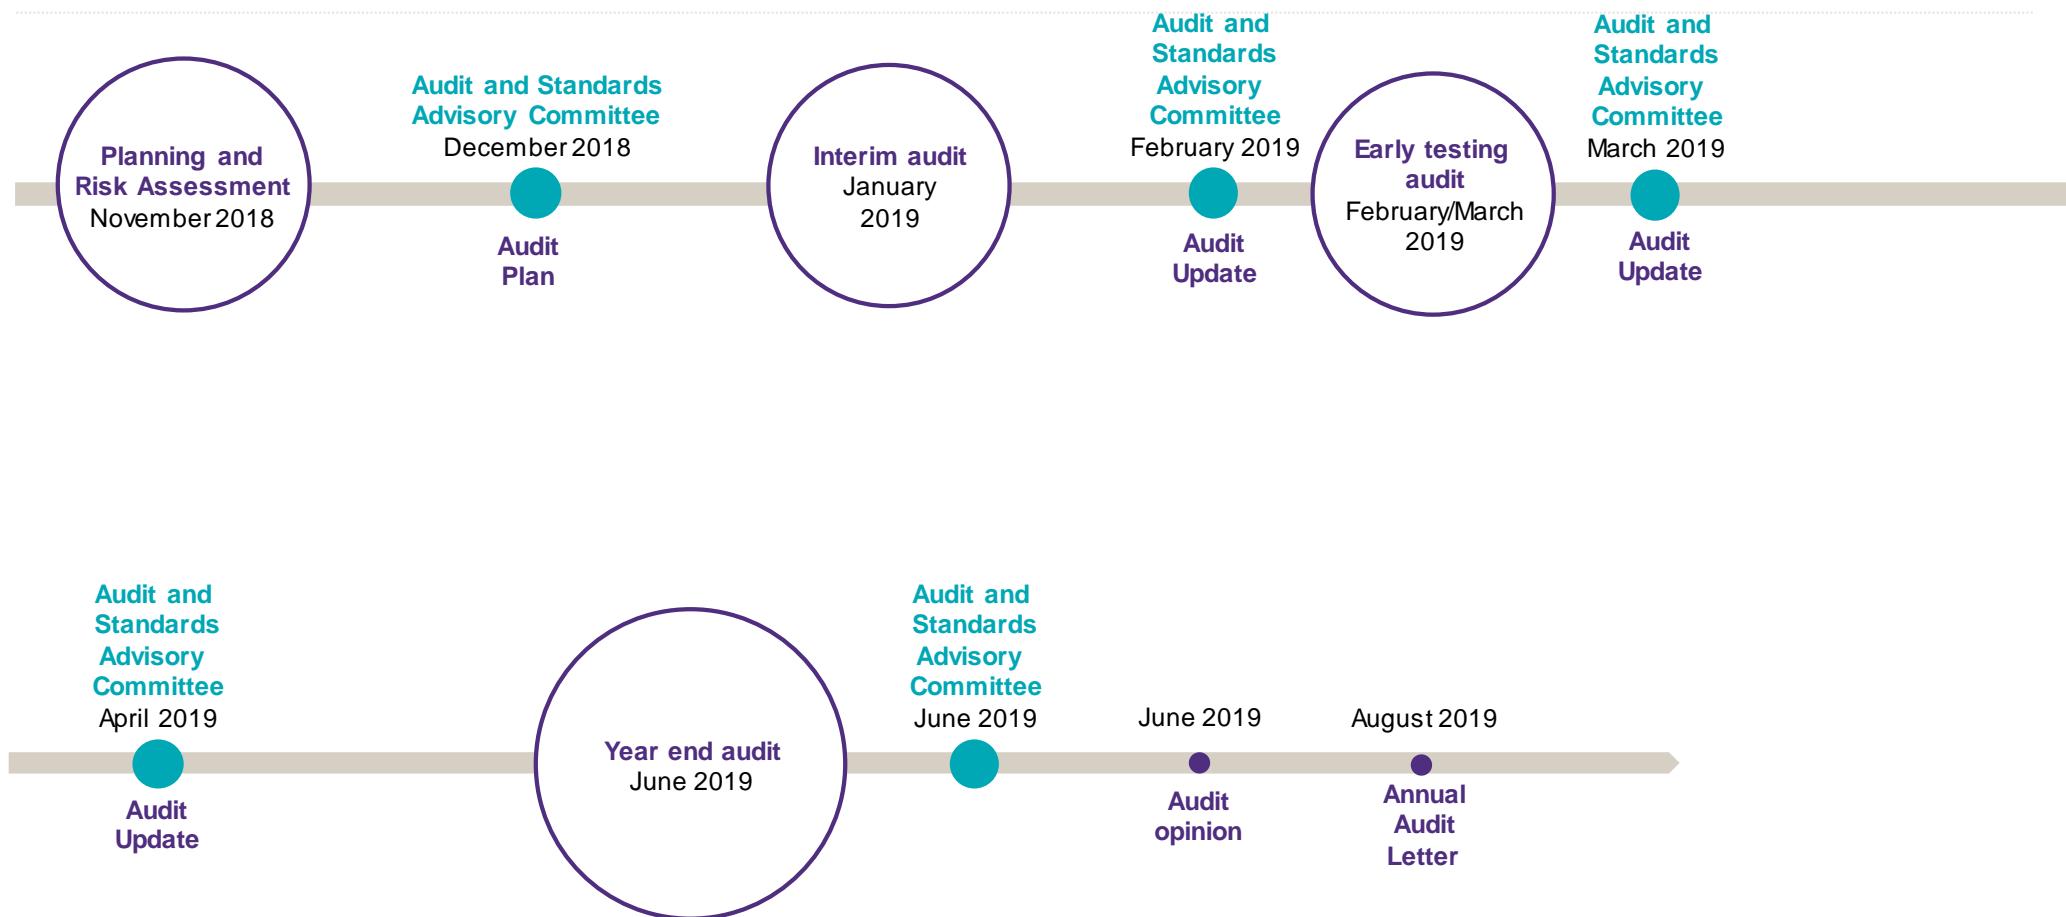 Planning and
Risk Assessment
November 2018
Audit and Standards
Advisory Committee
December 2018
Audit
Plan
Interim audit
January
2019
Audit and
Standards
Advisory
Committee
February 2019
Audit
Update
Early testing
audit
February/March
2019
Audit and
Standards
Advisory
Committee
March 2019
Audit
Update
Audit and
Standards
Advisory
Committee
April 2019
Audit
Update
Year end audit
June 2019
Audit and
Standards
Advisory
Committee
June 2019
June 2019
Audit
opinion
August 2019
Annual
Audit
Letter